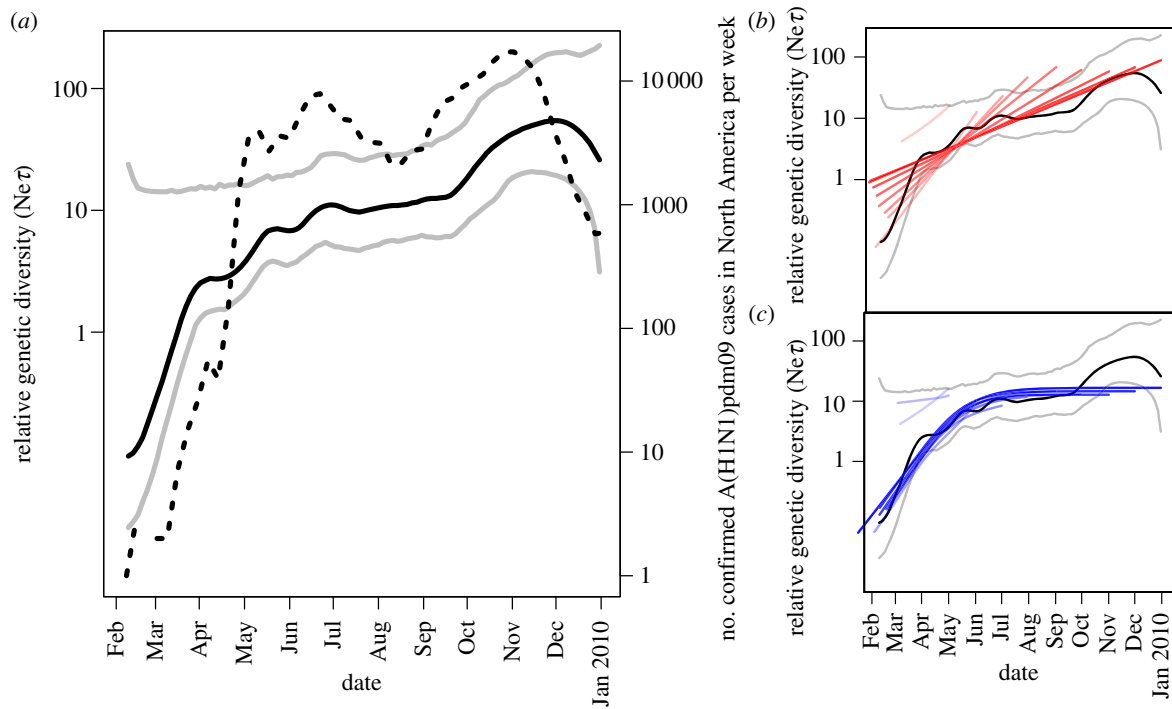 (a)
relative genetic diversity (Neτ)
100
10
1
10000
1000
100
10
1
no. confirmed A(H1N1)pdm09 cases in North America per week
Feb
Mar
Apr
May
Jun
Jul
Aug
Sep
Oct
Nov
Dec
Jan 2010
date
(b)
relative genetic diversity (Neτ)
100
10
1
(c)
relative genetic diversity (Neτ)
100
10
1
Feb
Mar
Apr
May
Jun
Jul
Aug
Sep
Oct
Nov
Dec
Jan 2010
date